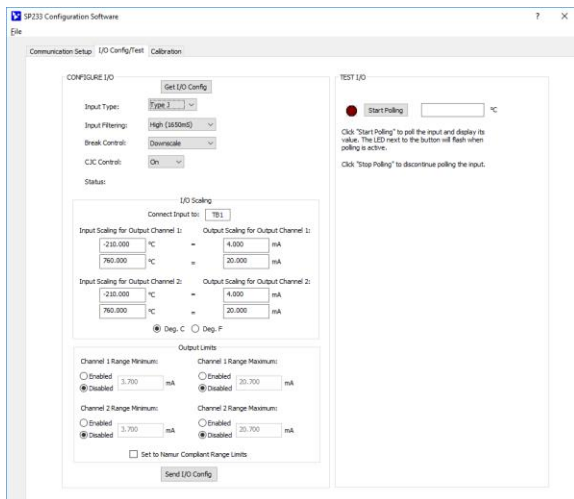 SP233 Configuration Software
? X
File
Communication Setup I/O Config/Test Calibration
CONFIGURE I/O
Get I/O Config
Input Type: Type J
Input Filtering: High (1650mS)
Break Control: Downscale
CJC Control: On
Status:
I/O Scaling
Connect Input to: TB1
Input Scaling for Output Channel 1: Output Scaling for Output Channel 1:
-210.000 °C = 4.000 mA
760.000 °C = 20.000 mA
Input Scaling for Output Channel 2: Output Scaling for Output Channel 2:
-210.000 °C = 4.000 mA
760.000 °C = 20.000 mA
Deg. C Deg. F
Output Limits
Channel 1 Range Minimum: Channel 1 Range Maximum:
Enabled Enabled
Disabled 3.700 mA Disabled 20.700 mA
Channel 2 Range Minimum: Channel 2 Range Maximum:
Enabled Enabled
Disabled 3.700 mA Disabled 20.700 mA
Set to Namur Compliant Range Limits
Send I/O Config
TEST I/O
Start Polling °C
Click "Start Polling" to poll the input and display its
value. The LED next to the button will flash when
polling is active.
Click "Stop Polling" to discontinue polling the input.